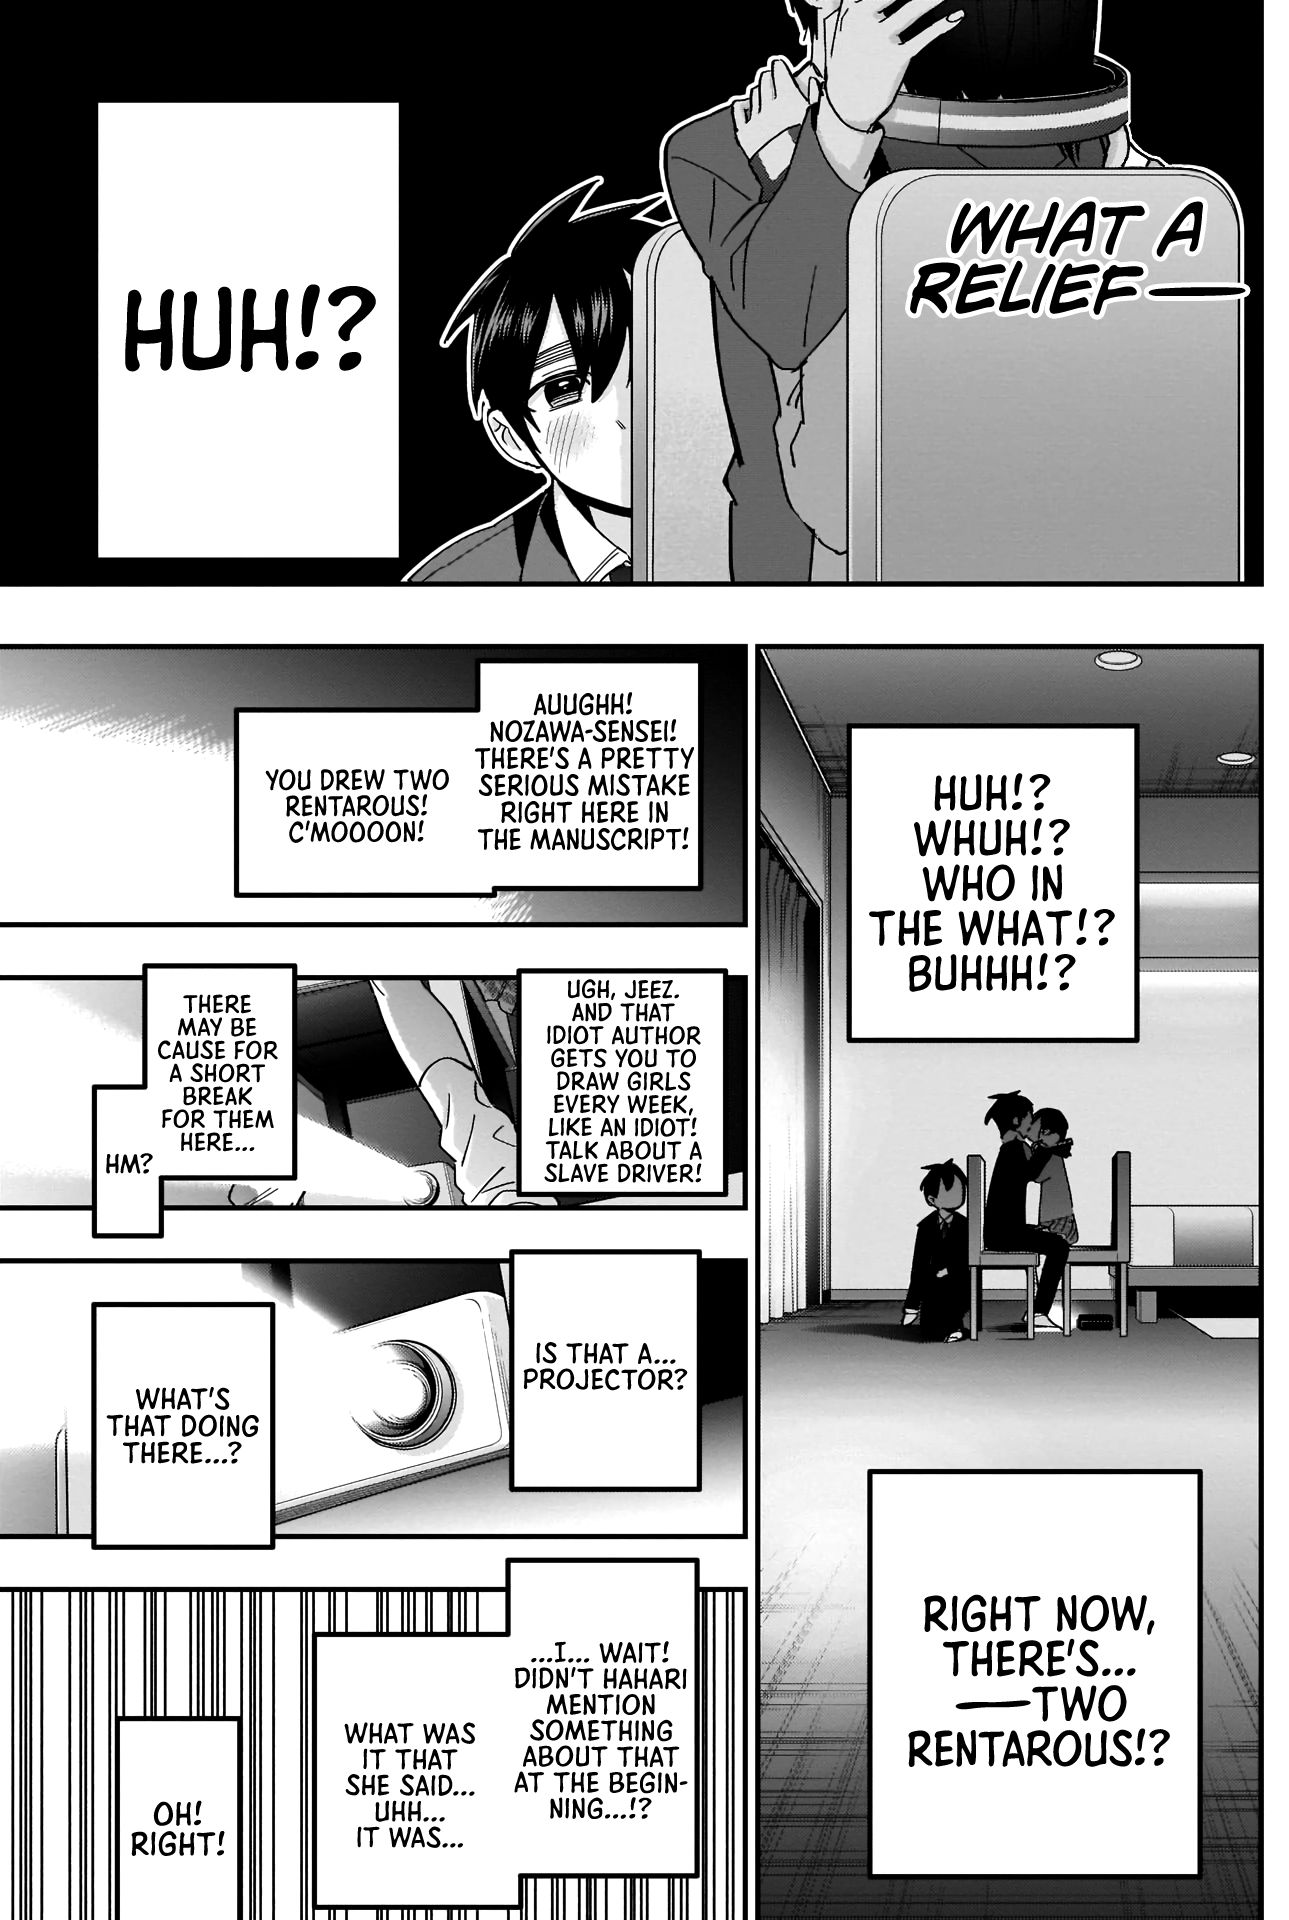 WHAT A
RELIEF—
HUH!?
HUH!?
WHUH!?
WHO IN
THE WHAT!?
BUHHH!?
RIGHT NOW,
THERE'S...
—TWO
RENTAROUS!?
AUUGHH!
NOZAWA-SENSEI!
THERE'S A PRETTY
SERIOUS MISTAKE
RIGHT HERE IN
THE MANUSCRIPT!
YOU DREW TWO
RENTAROUS!
C'MOOOON!
UGH, JEEZ.
AND THAT
IDIOT AUTHOR
GETS YOU TO
DRAW GIRLS
EVERY WEEK,
LIKE AN IDIOT!
TALK ABOUT A
SLAVE DRIVER!
THERE
MAY BE
CAUSE FOR
A SHORT
BREAK
FOR THEM
HERE...
HM?
IS THAT A...
PROJECTOR?
WHAT'S
THAT DOING
THERE...?
...I... WAIT!
DIDN'T HAHARI
MENTION
SOMETHING
ABOUT THAT
AT THE BEGIN-
NING...!?
WHAT WAS
IT THAT
SHE SAID...
UHH...
IT WAS...
OH!
RIGHT!